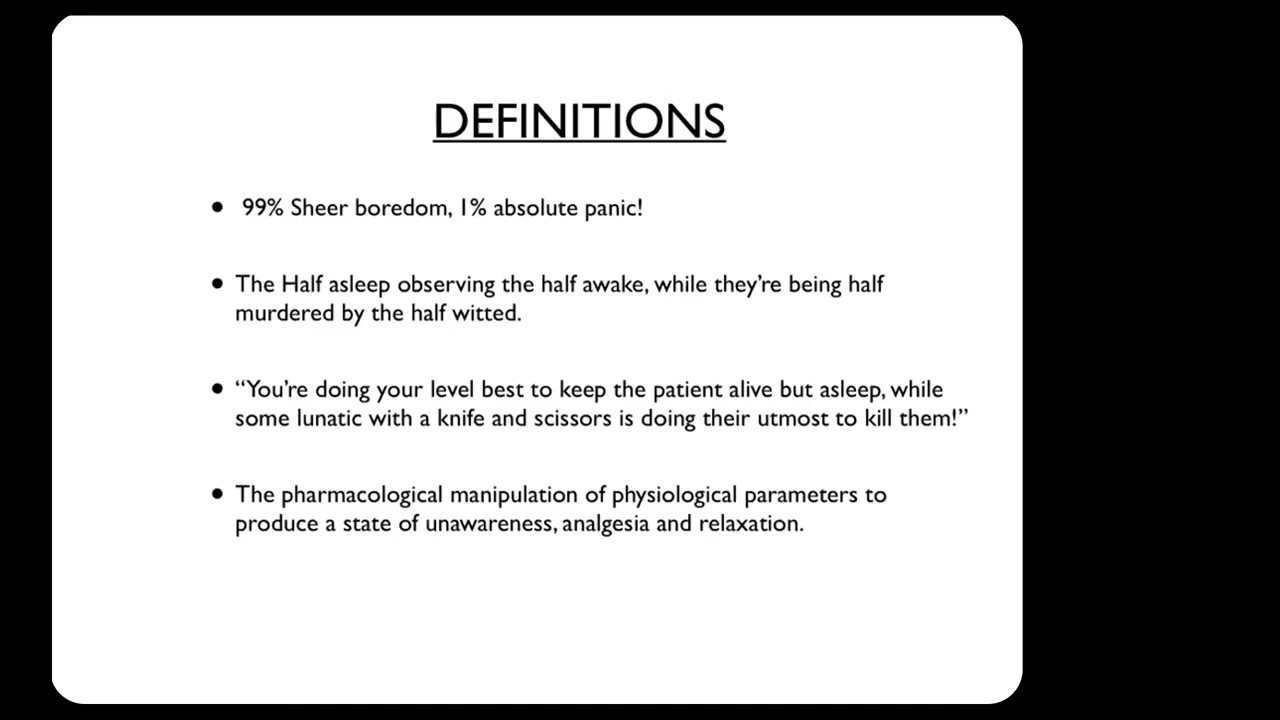 DEFINITIONS
• 99% Sheer boredom, 1% absolute panic!
• The Half asleep observing the half awake, while they’re being half
murdered by the half witted.
• “You’re doing your level best to keep the patient alive but asleep, while
some lunatic with a knife and scissors is doing their utmost to kill them!”
• The pharmacological manipulation of physiological parameters to
produce a state of unawareness, analgesia and relaxation.